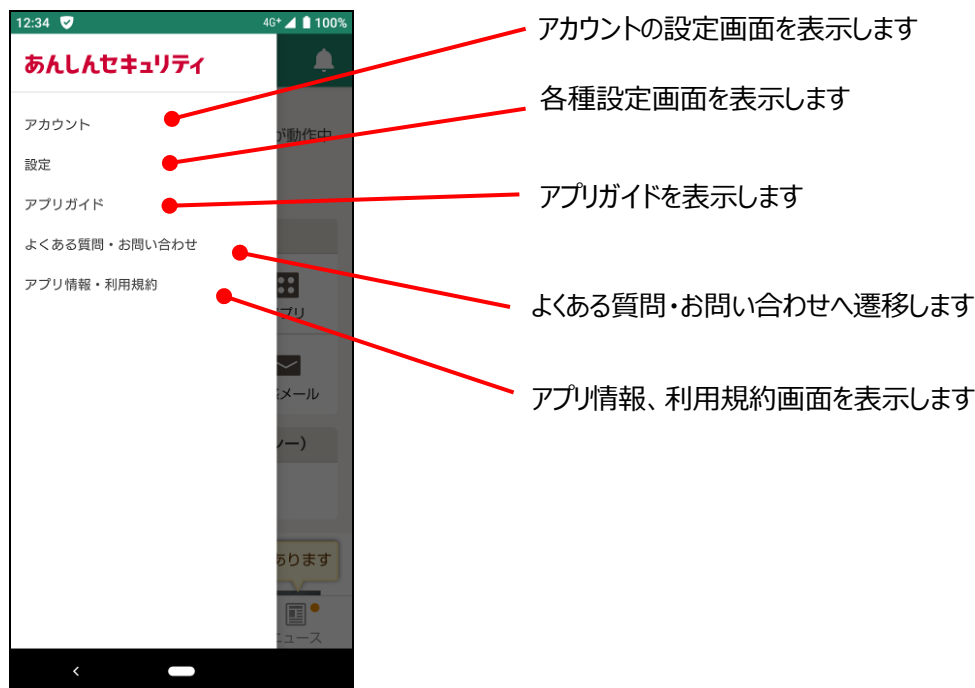 12:34
4G+
100%
あんしんセキュリティ
アカウント
が動作中
設定
アプリガイド
よくある質問・お問い合わせ
アプリ情報・利用規約
プリ
メール
ー）
あります
ュース
アカウントの設定画面を表示します
各種設定画面を表示します
アプリガイドを表示します
よくある質問・お問い合わせへ遷移します
アプリ情報、利用規約画面を表示します